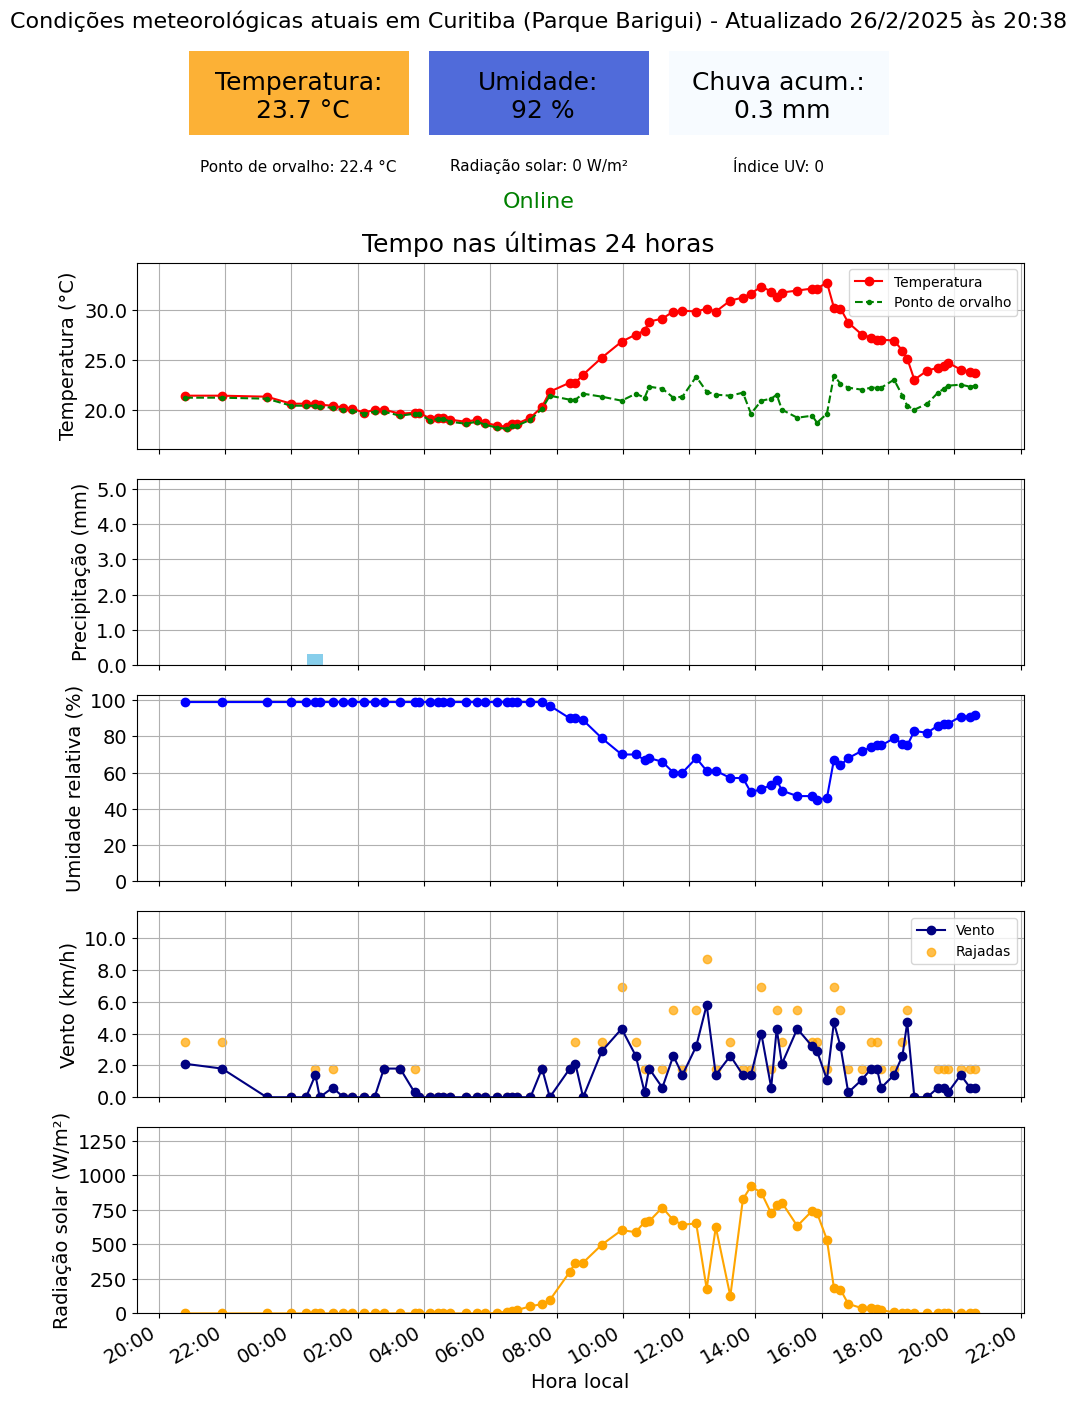 Condições meteorológicas atuais em Curitiba (Parque Barigui) - Atualizado 26/2/2025 às 20:38
Temperatura:
23.7 °C
Umidade:
92 %
Chuva acum.:
0.3 mm
Ponto de orvalho: 22.4 °C
Radiação solar: 0 W/m²
Índice UV: 0
Online
Tempo nas últimas 24 horas
Temperatura (°C)
30.0
25.0
20.0
Temperatura
Ponto de orvalho
Precipitação (mm)
5.0
4.0
3.0
2.0
1.0
0.0
Umidade relativa (%)
100
80
60
40
20
0
Vento (km/h)
10.0
8.0
6.0
4.0
2.0
0.0
Vento
Rajadas
Radiação solar (W/m²)
1250
1000
750
500
250
0
20:00
22:00
00:00
02:00
04:00
06:00
08:00
10:00
12:00
14:00
16:00
18:00
20:00
22:00
Hora local